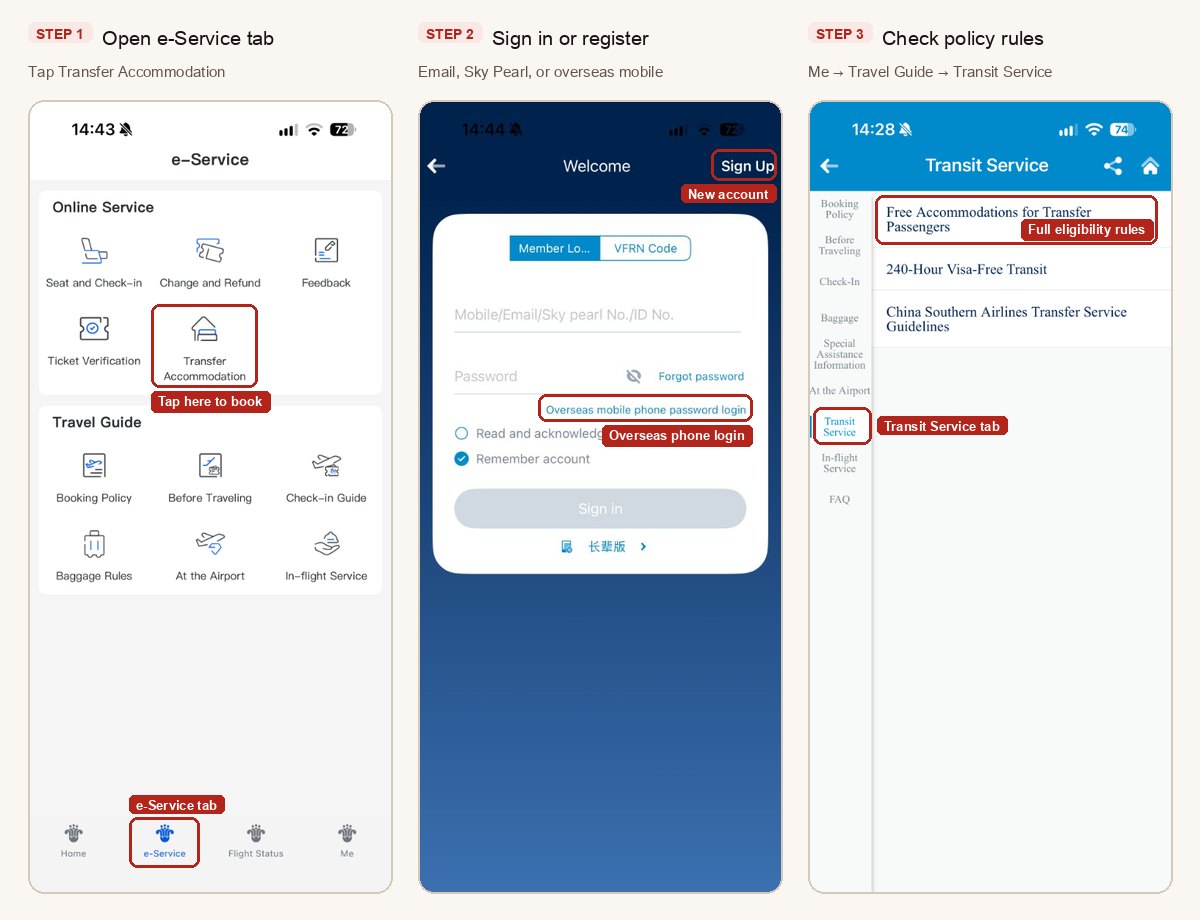 STEP 1 Open e-Service tab
Tap Transfer Accommodation
14:43 72
e-Service
Online Service
Seat and Check-in Change and Refund Feedback
Ticket Verification Transfer
Accommodation
Tap here to book
Travel Guide
Booking Policy Before Traveling Check-in Guide
Baggage Rules At the Airport In-flight Service
e-Service tab
Home e-Service Flight Status Me
STEP 2 Sign in or register
Email, Sky Pearl, or overseas mobile
14:44 72
Welcome Sign Up
New account
Member Lo... VFRN Code
Mobile/Email/Sky pearl No./ID No.
Password Forgot password
Overseas mobile phone password login
Read and acknowledg
Overseas phone login
Remember account
Sign in
长辈版
STEP 3 Check policy rules
Me → Travel Guide → Transit Service
14:28 74
Transit Service
Booking
Policy
Before
Traveling
Check-In
Baggage
Special
Assistance
Information
At the Airport
Transit
Service
In-flight
Service
FAQ
Free Accommodations for Transfer
Passengers
Full eligibility rules
240-Hour Visa-Free Transit
China Southern Airlines Transfer Service
Guidelines
Transit Service tab